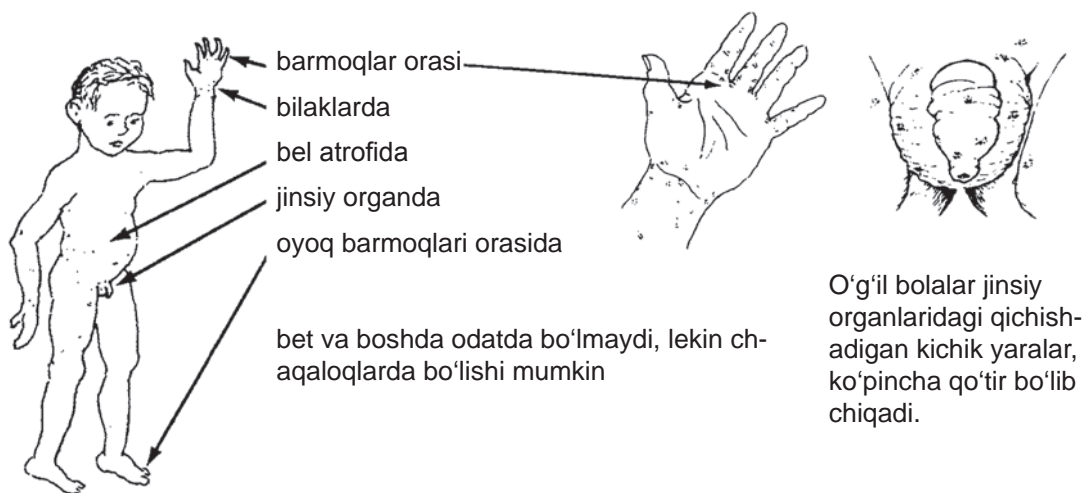 barmoqlar orasi
bilaklarda
bel atrofida
jinsiy organda
oyoq barmoqlari orasida
bet va boshda odatda bo‘lmaydi, lekin ch-
aqaloqlarda bo‘lishi mumkin
O‘g‘il bolalar jinsiy
organlaridagi qichish-
adigan kichik yaralar,
ko‘pincha qo‘tir bo‘lib
chiqadi.